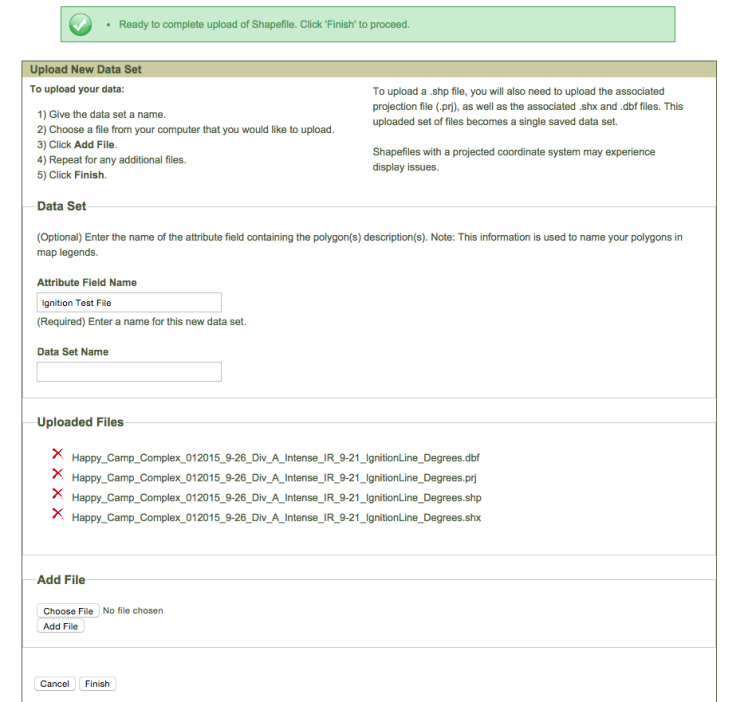 Ready to complete upload of Shapefile. Click 'Finish' to proceed.
Upload New Data Set
To upload your data:
1) Give the data set a name.
2) Choose a file from your computer that you would like to upload.
3) Click Add File.
4) Repeat for any additional files.
5) Click Finish.
To upload a .shp file, you will also need to upload the associated
projection file (.prj), as well as the associated .shx and .dbf files. This
uploaded set of files becomes a single saved data set.
Shapefiles with a projected coordinate system may experience
display issues.
Data Set
(Optional) Enter the name of the attribute field containing the polygon(s) description(s). Note: This information is used to name your polygons in
map legends.
Attribute Field Name
Ignition Test File
(Required) Enter a name for this new data set.
Data Set Name
Uploaded Files
Happy_Camp_Complex_012015_9-26_Div_A_Intense_IR_9-21_IgnitionLine_Degrees.dbf
Happy_Camp_Complex_012015_9-26_Div_A_Intense_IR_9-21_IgnitionLine_Degrees.prj
Happy_Camp_Complex_012015_9-26_Div_A_Intense_IR_9-21_IgnitionLine_Degrees.shp
Happy_Camp_Complex_012015_9-26_Div_A_Intense_IR_9-21_IgnitionLine_Degrees.shx
Add File
Choose File No file chosen
Add File
Cancel Finish